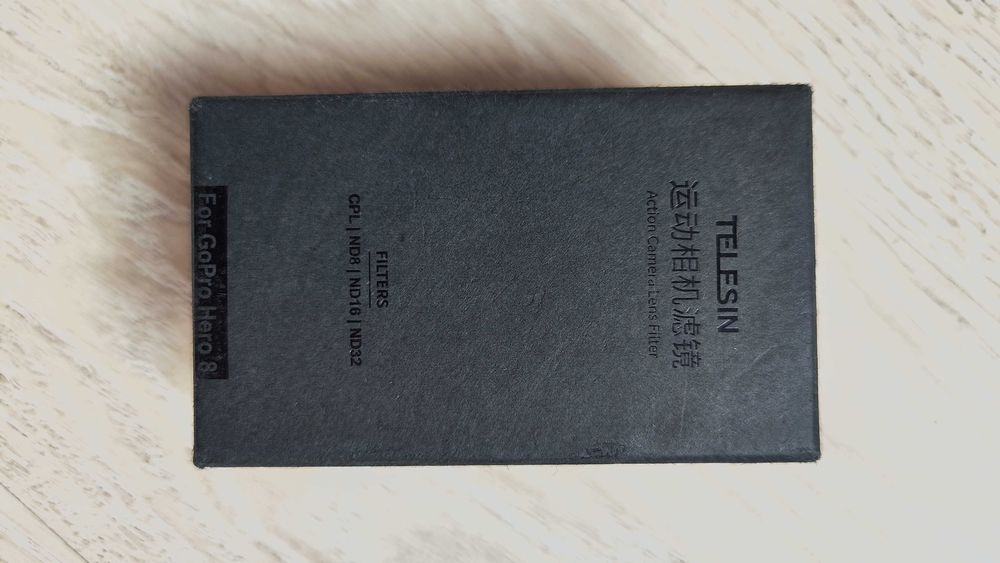 TELESIN
运动相机滤镜
Action Camera Lens Filter
FILTERS
CPL | ND8 | ND16 | ND32
For GoPro Hero 8